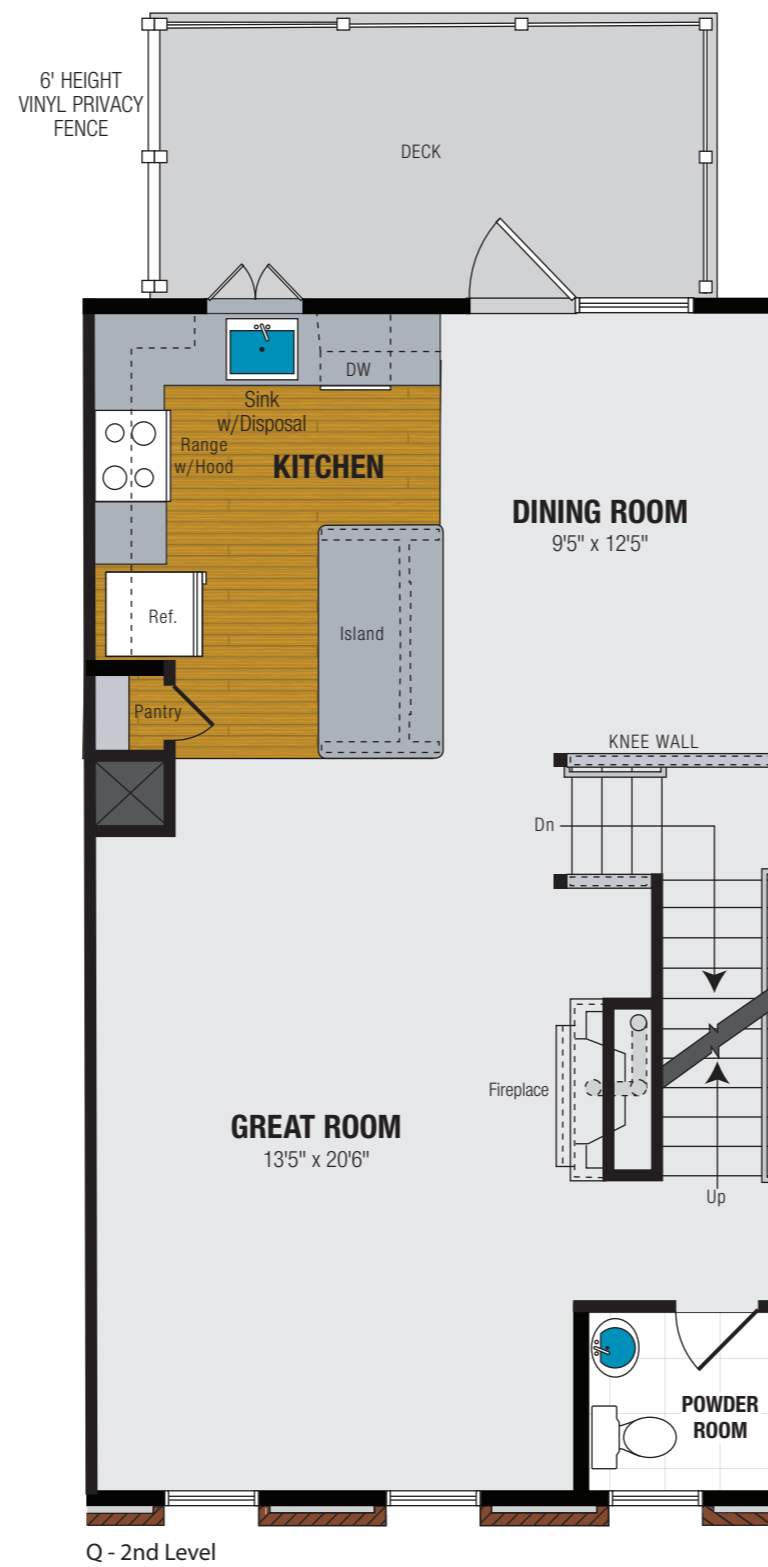 6' HEIGHT
VINYL PRIVACY
FENCE
DECK
DW
Sink
w/Disposal
Range
w/Hood
KITCHEN
DINING ROOM
9'5" x 12'5"
Ref.
Island
Pantry
KNEE WALL
Dn
Fireplace
GREAT ROOM
13'5" x 20'6"
Up
POWDER
ROOM
Q - 2nd Level